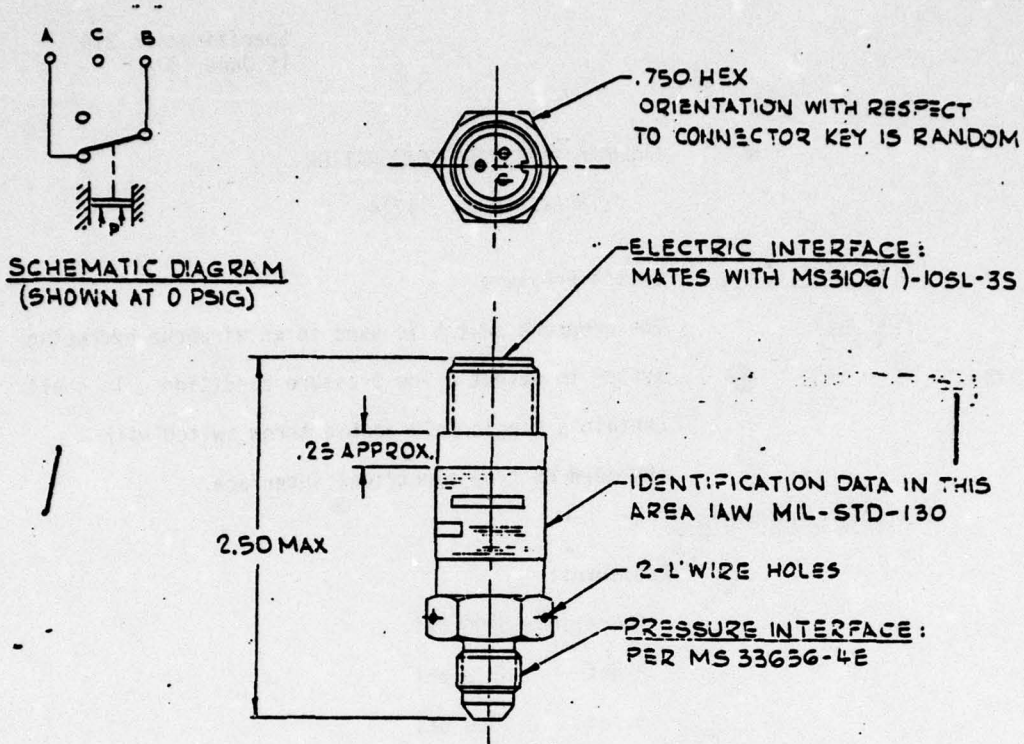 A C B
P
SCHEMATIC DIAGRAM
(SHOWN AT 0 PSIG)
.750 HEX
ORIENTATION WITH RESPECT
TO CONNECTOR KEY IS RANDOM
ELECTRIC INTERFACE:
MATES WITH MS3106( )-10SL-3S
.25 APPROX.
2.50 MAX
IDENTIFICATION DATA IN THIS
AREA IAW MIL-STD-130
2-L'WIRE HOLES
PRESSURE INTERFACE:
PER MS 33656-4E